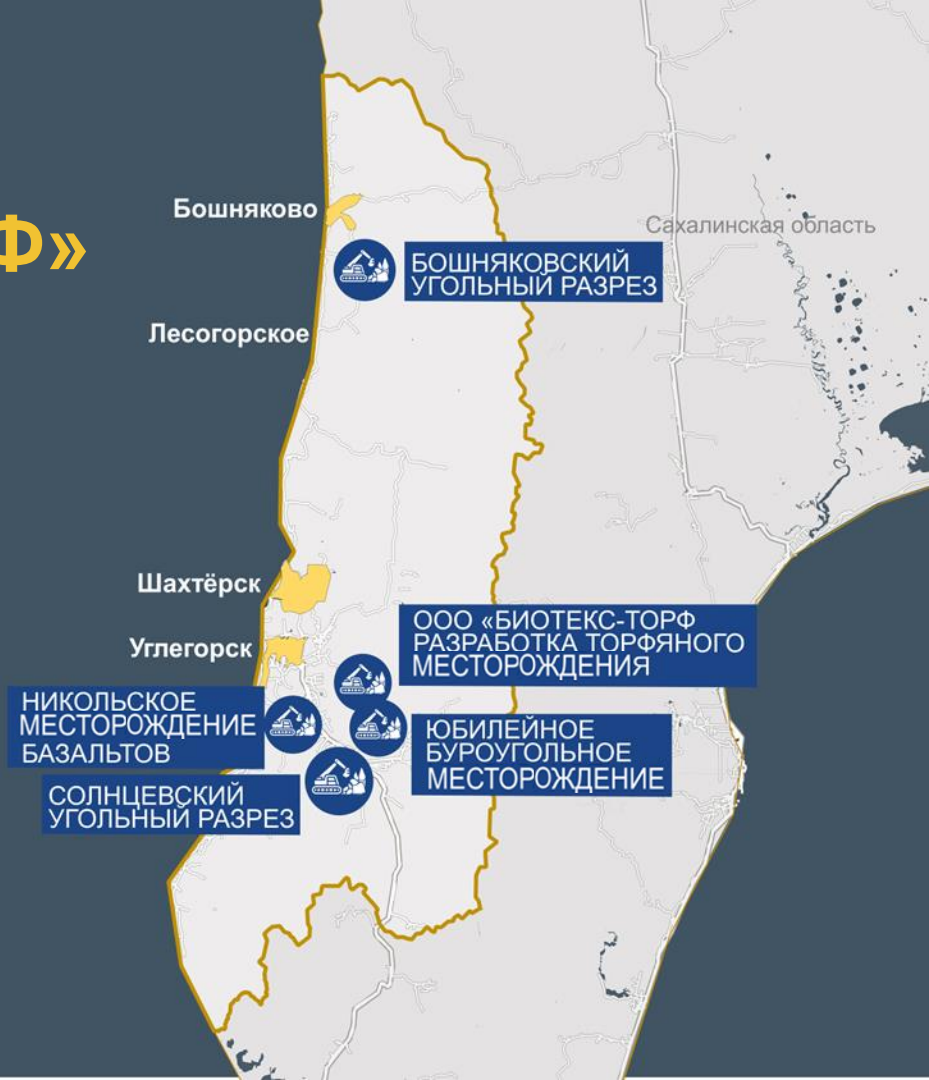 Бошняково
Ф»
Сахалинская область
БОШНЯКОВСКИЙ
УГОЛЬНЫЙ РАЗРЕЗ
Лесогорское
Шахтёрск
ООО «БИОТЕКС-ТОРФ
РАЗРАБОТКА ТОРФЯНОГО
МЕСТОРОЖДЕНИЯ
Углегорск
НИКОЛЬСКОЕ
МЕСТОРОЖДЕНИЕ
БАЗАЛЬТОВ
ЮБИЛЕЙНОЕ
БУРОУГОЛЬНОЕ
МЕСТОРОЖДЕНИЕ
СОЛНЦЕВСКИЙ
УГОЛЬНЫЙ РАЗРЕЗ